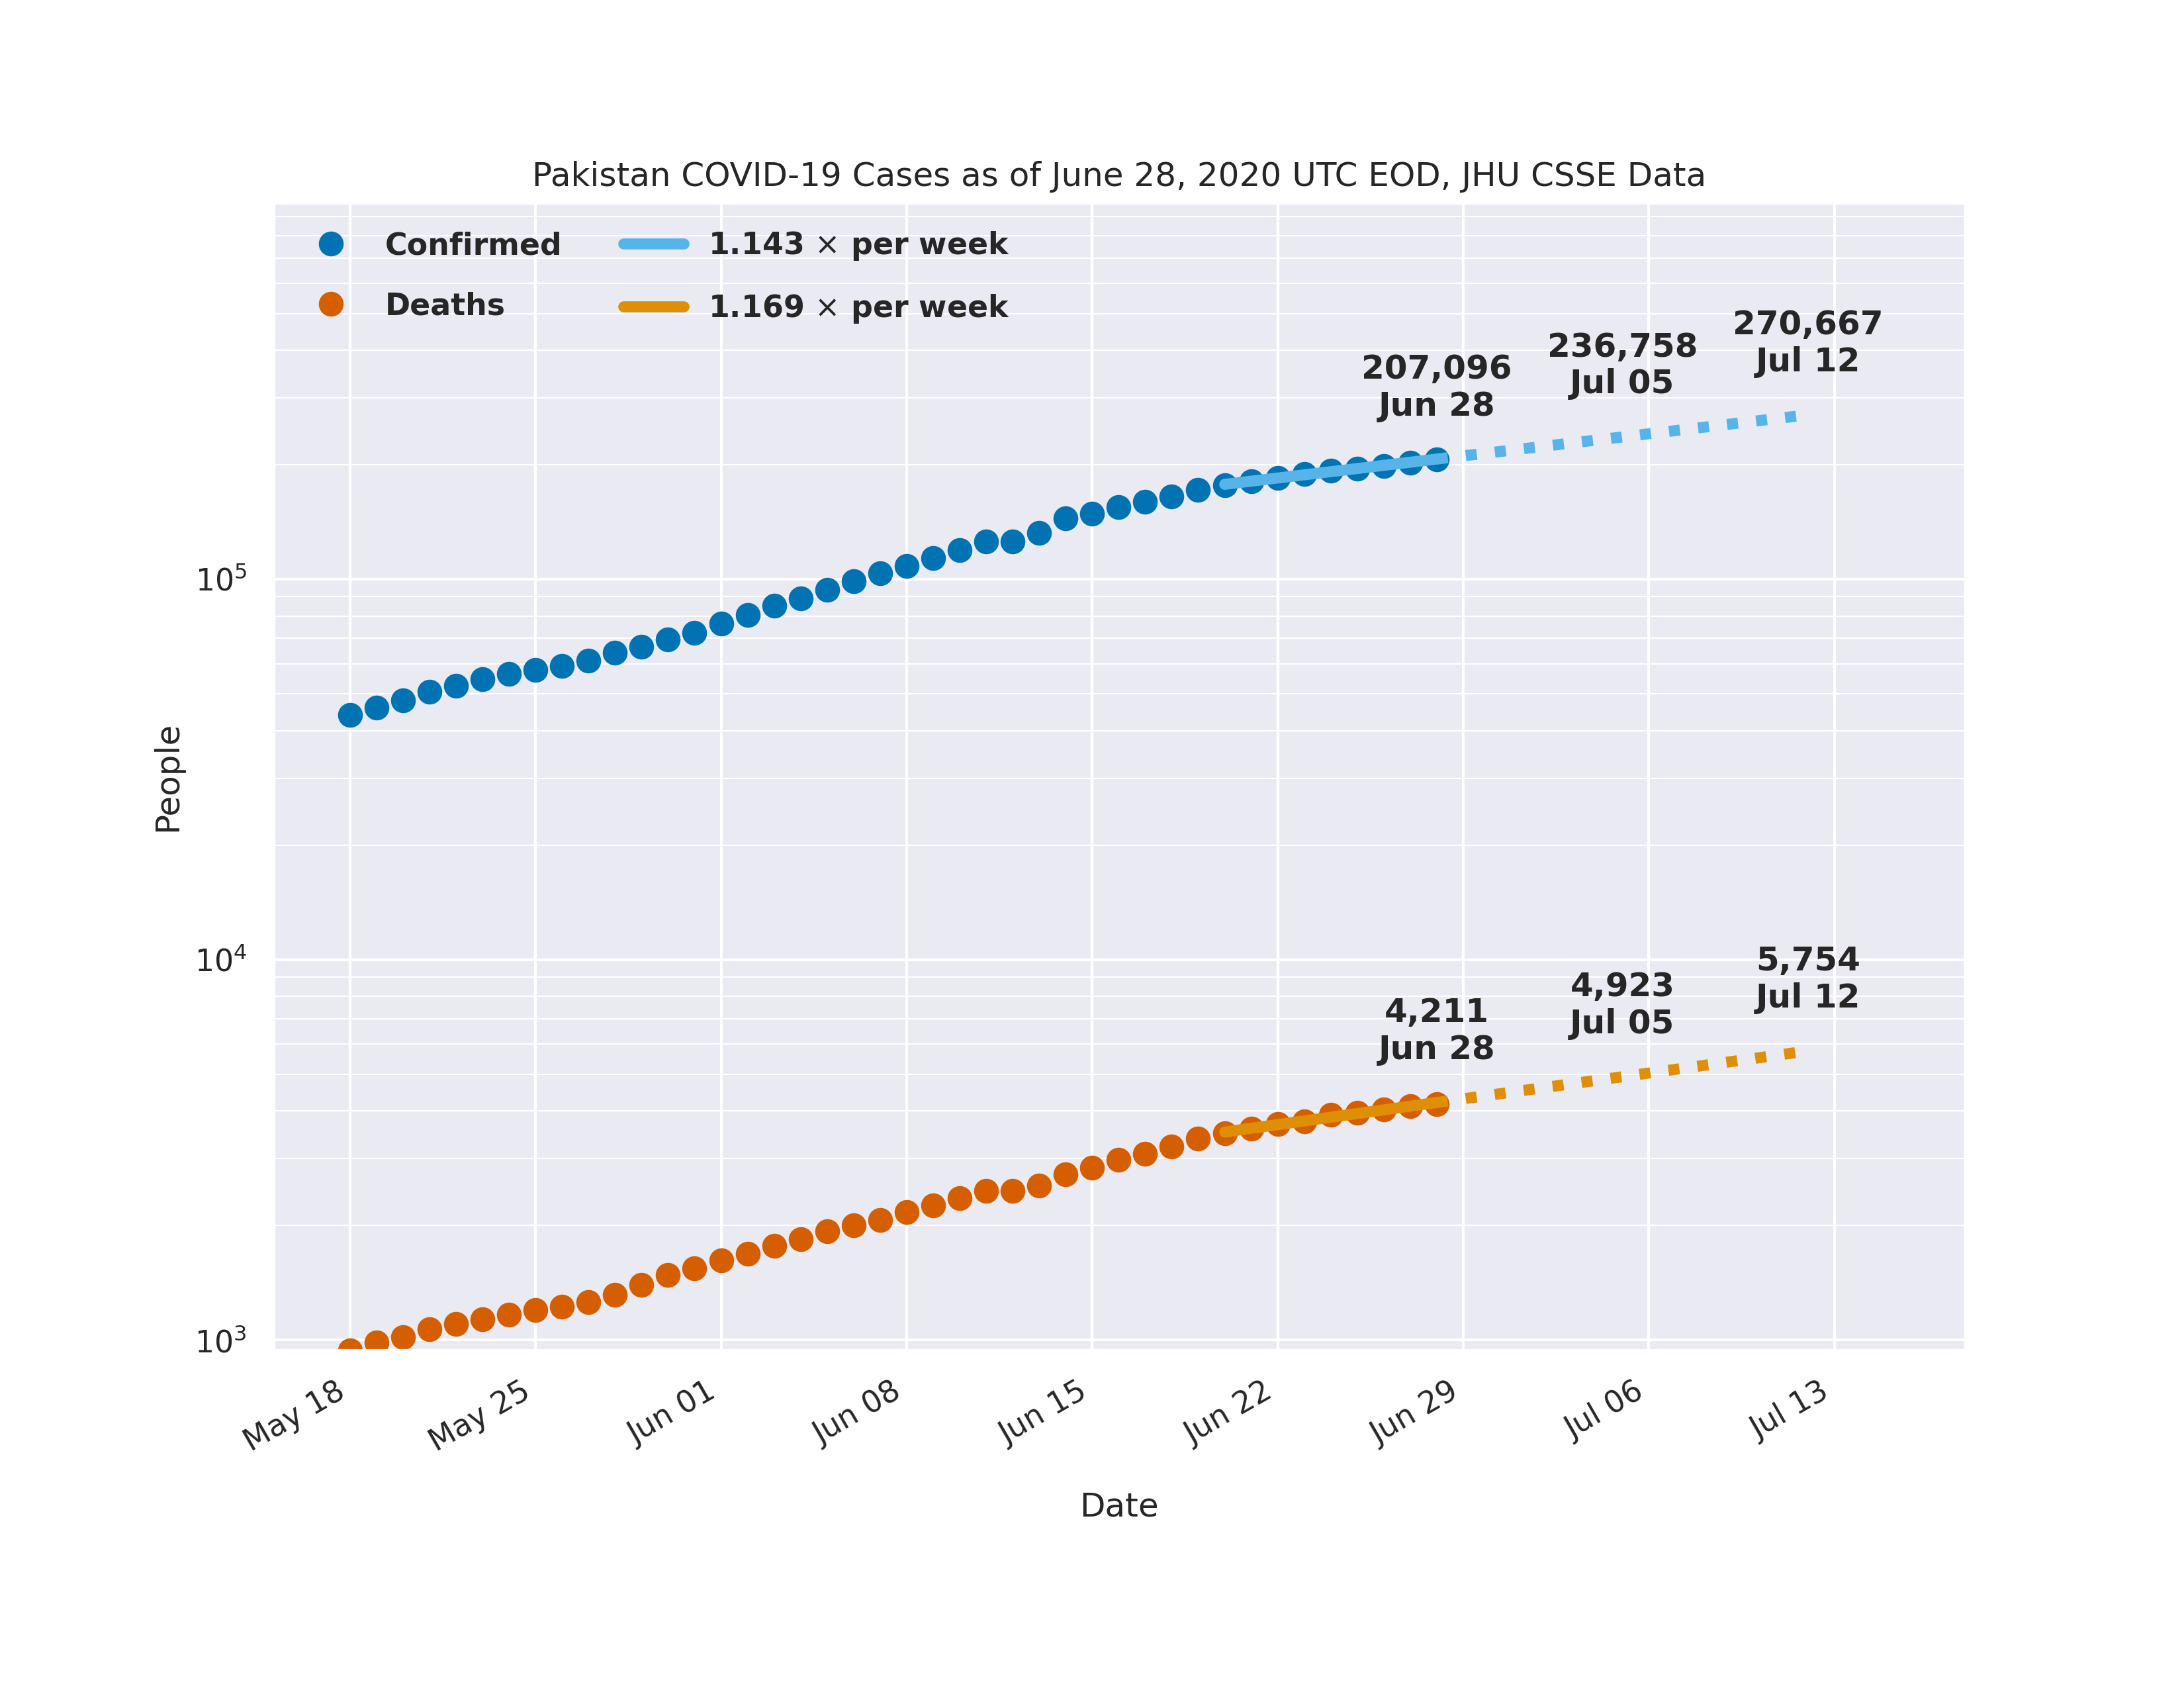 Pakistan COVID-19 Cases as of June 28, 2020 UTC EOD, JHU CSSE Data
Confirmed
Deaths
1.143 × per week
1.169 × per week
207,096
Jun 28
236,758
Jul 05
270,667
Jul 12
4,211
Jun 28
4,923
Jul 05
5,754
Jul 12
People
10⁵
10⁴
10³
May 18
May 25
Jun 01
Jun 08
Jun 15
Jun 22
Jun 29
Jul 06
Jul 13
Date